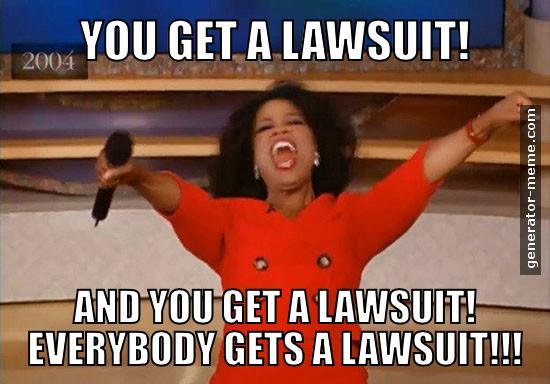 YOU GET A LAWSUIT!
2004
generator-meme.com
AND YOU GET A LAWSUIT!
EVERYBODY GETS A LAWSUIT!!!